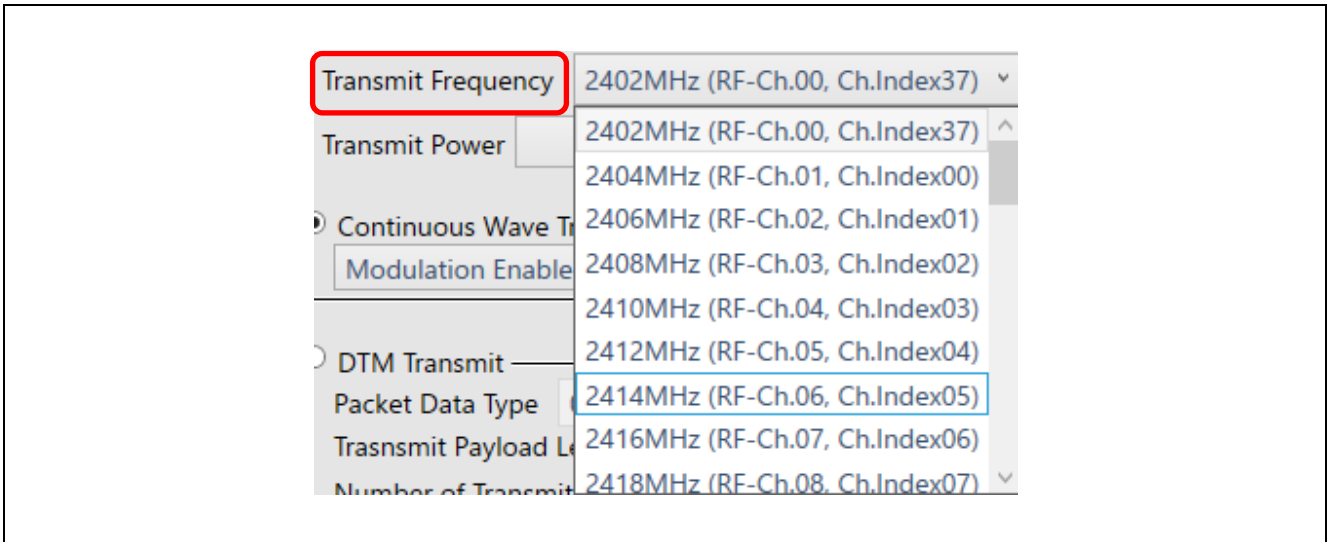 Transmit Frequency 2402MHz (RF-Ch.00, Ch.Index37)
2402MHz (RF-Ch.00, Ch.Index37)
Transmit Power
2404MHz (RF-Ch.01, Ch.Index00)
2406MHz (RF-Ch.02, Ch.Index01)
Continuous Wave
2408MHz (RF-Ch.03, Ch.Index02)
Modulation Enable
2410MHz (RF-Ch.04, Ch.Index03)
2412MHz (RF-Ch.05, Ch.Index04)
DTM Transmit
2414MHz (RF-Ch.06, Ch.Index05)
Packet Data Type
2416MHz (RF-Ch.07, Ch.Index06)
Trasnsmit Payload
2418MHz (RF-Ch.08, Ch.Index07)
Number of Transmit